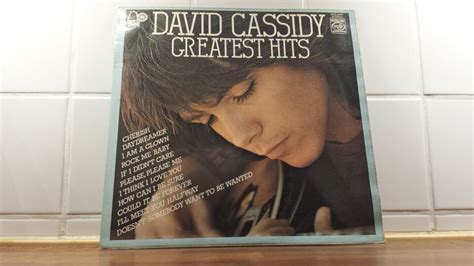 DAVID CASSIDY
GREATEST HITS
CHERISH
DAYDREAMER
I AM A CLOWN
ROCK ME BABY
IF I DIDN'T CARE
PLEASE, PLEASE ME
I THINK I LOVE YOU
HOW CAN I BE SURE
COULD IT BE FOREVER
I'LL MEET YOU HALFWAY
DOESN'T SOMEBODY WANT TO BE WANTED